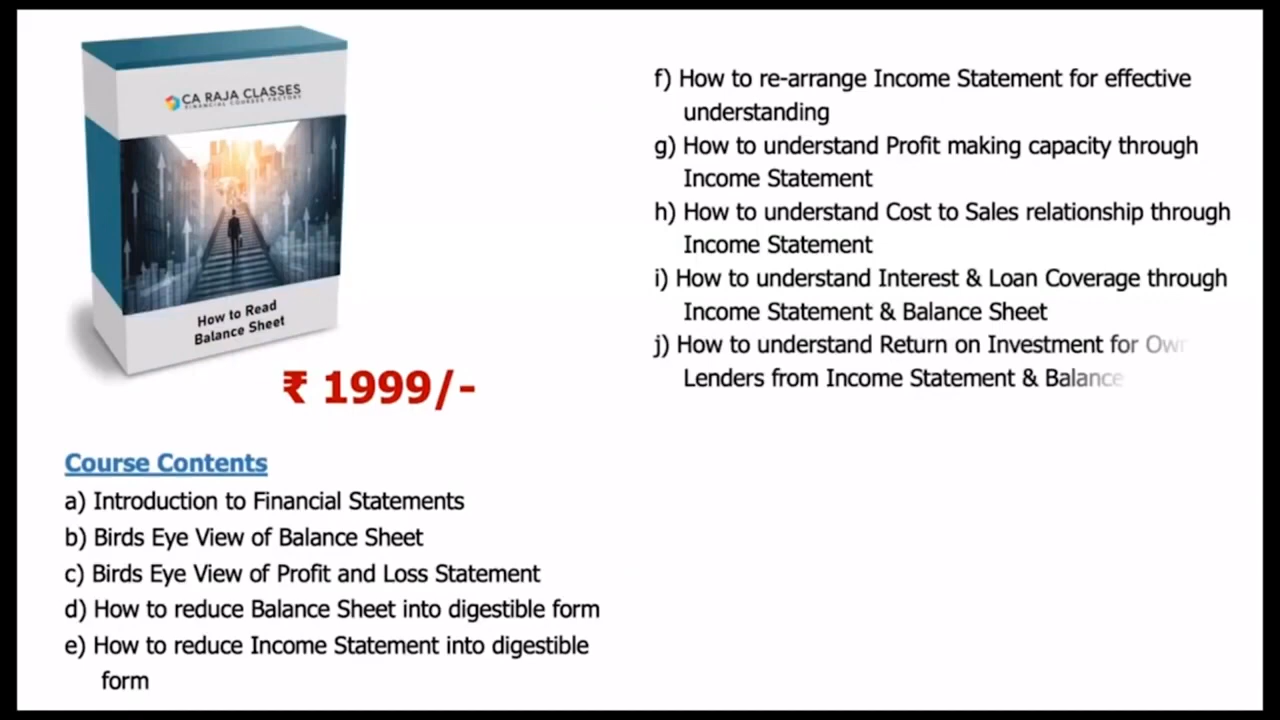 CA RAJA CLASSES
FINANCIAL COURSES FACTORY
How to Read
Balance Sheet
₹ 1999/-
Course Contents
a) Introduction to Financial Statements
b) Birds Eye View of Balance Sheet
c) Birds Eye View of Profit and Loss Statement
d) How to reduce Balance Sheet into digestible form
e) How to reduce Income Statement into digestible
form
f) How to re-arrange Income Statement for effective
understanding
g) How to understand Profit making capacity through
Income Statement
h) How to understand Cost to Sales relationship through
Income Statement
i) How to understand Interest & Loan Coverage through
Income Statement & Balance Sheet
j) How to understand Return on Investment for
Lenders from Income Statement & Balance